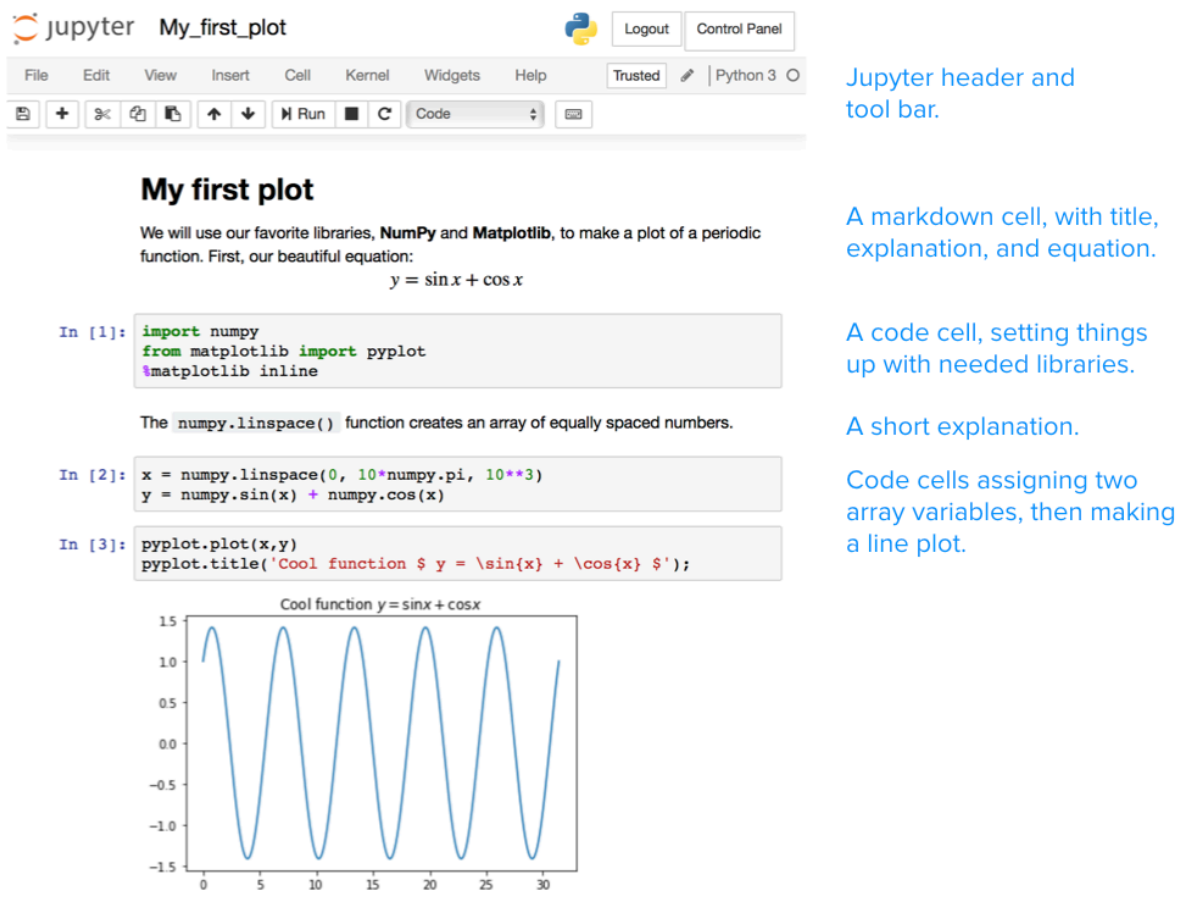 jupyter My_first_plot Logout Control Panel
File Edit View Insert Cell Kernel Widgets Help Trusted Python 3
Run Code
Jupyter header and
tool bar.
My first plot
We will use our favorite libraries, NumPy and Matplotlib, to make a plot of a periodic
function. First, our beautiful equation:
y = sin x + cos x
A markdown cell, with title,
explanation, and equation.
In [1]: import numpy
from matplotlib import pyplot
%matplotlib inline
A code cell, setting things
up with needed libraries.
The numpy.linspace() function creates an array of equally spaced numbers.
A short explanation.
In [2]: x = numpy.linspace(0, 10*numpy.pi, 10**3)
y = numpy.sin(x) + numpy.cos(x)
In [3]: pyplot.plot(x,y)
pyplot.title('Cool function $ y = \sin{x} + \cos{x} $');
Code cells assigning two
array variables, then making
a line plot.
Cool function y = sinx + cosx
1.5
1.0
0.5
0.0
−0.5
−1.0
−1.5
0 5 10 15 20 25 30